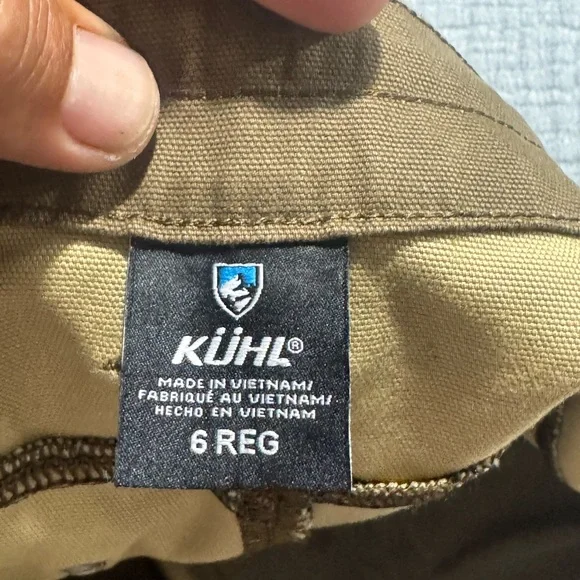 KÜHL®
MADE IN VIETNAM/
FABRIQUÉ AU VIETNAM/
HECHO EN VIETNAM
6 REG